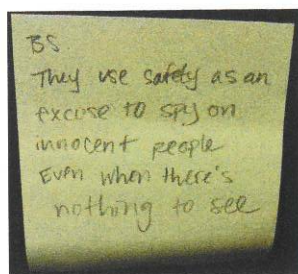 BS
They use safety as an
excuse to spy on
innocent people
Even when there's
nothing to see